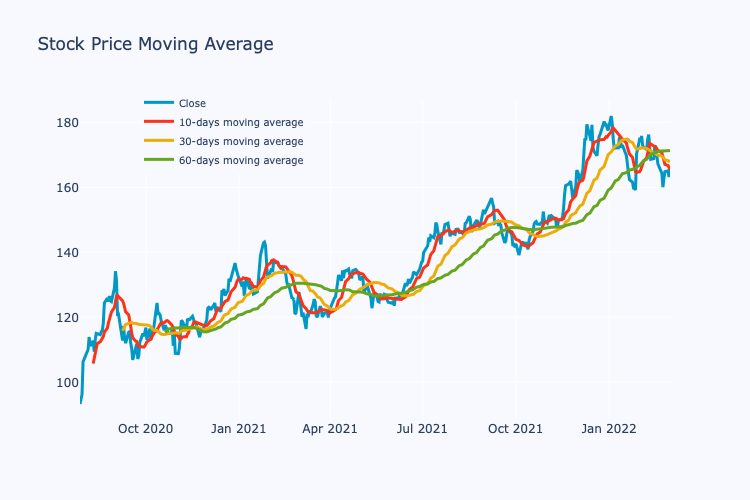 Stock Price Moving Average
Close
10-days moving average
30-days moving average
60-days moving average
180
160
140
120
100
Oct 2020 Jan 2021 Apr 2021 Jul 2021 Oct 2021 Jan 2022